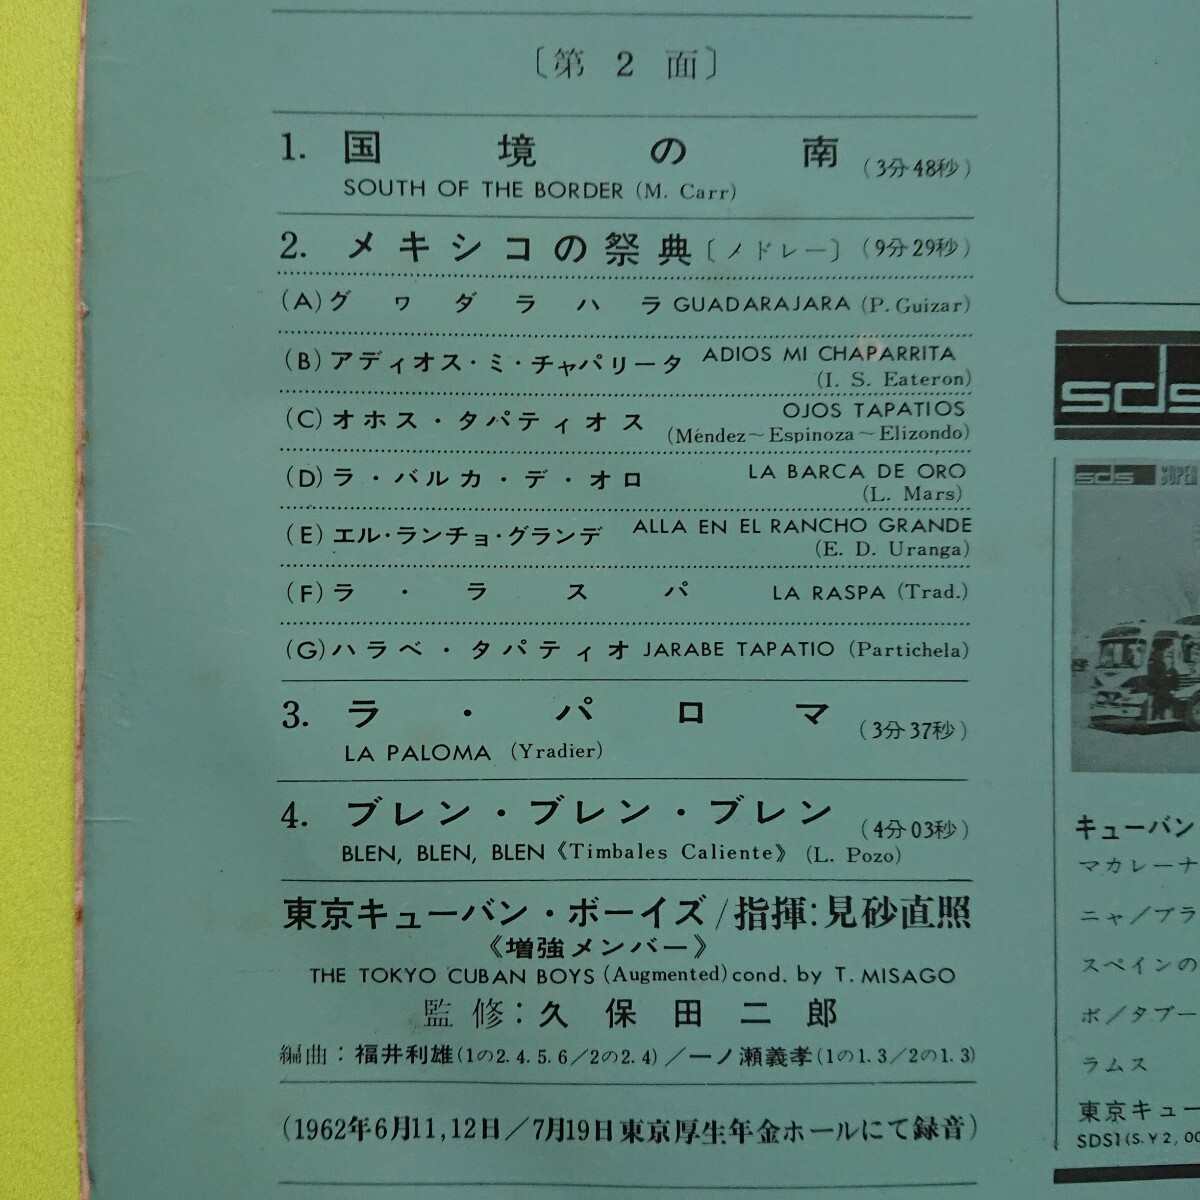 〔第 2 面〕
1. 国境の南 (3分48秒)
SOUTH OF THE BORDER (M. Carr)
2. メキシコの祭典〔メドレー〕 (9分29秒)
(A) グヮダラハラ GUADARAJARA (P. Guizar)
(B) アディオス・ミ・チャパリータ ADIOS MI CHAPARRITA
(I. S. Eateron)
(C) オホス・タパティオス OJOS TAPATIOS
(Méndez～Espinoza～Elizondo)
(D) ラ・バルカ・デ・オロ LA BARCA DE ORO
(L. Mars)
(E) エル・ランチョ・グランデ ALLA EN EL RANCHO GRANDE
(E. D. Uranga)
(F) ラ・ラスパ LA RASPA (Trad.)
(G) ハラベ・タパティオ JARABE TAPATIO (Partichela)
3. ラ・パロマ (3分37秒)
LA PALOMA (Yradier)
4. ブレン・ブレン・ブレン (4分03秒)
BLEN, BLEN, BLEN《Timbales Caliente》 (L. Pozo)
東京キューバン・ボーイズ/指揮:見砂直照
《増強メンバー》
THE TOKYO CUBAN BOYS (Augmented) cond. by T. MISAGO
監修:久保田二郎
編曲:福井利雄(1の2.4.5.6/2の2.4)/一ノ瀬義孝(1の1.3/2の1.3)
(1962年6月11,12日/7月19日東京厚生年金ホールにて録音)
sds
sds SUPER
キューバン
マカレーナ
ニャ/ブラ
スペインの
ボ/タブー
ラムス
東京キュー
SDS1(S.¥2,00